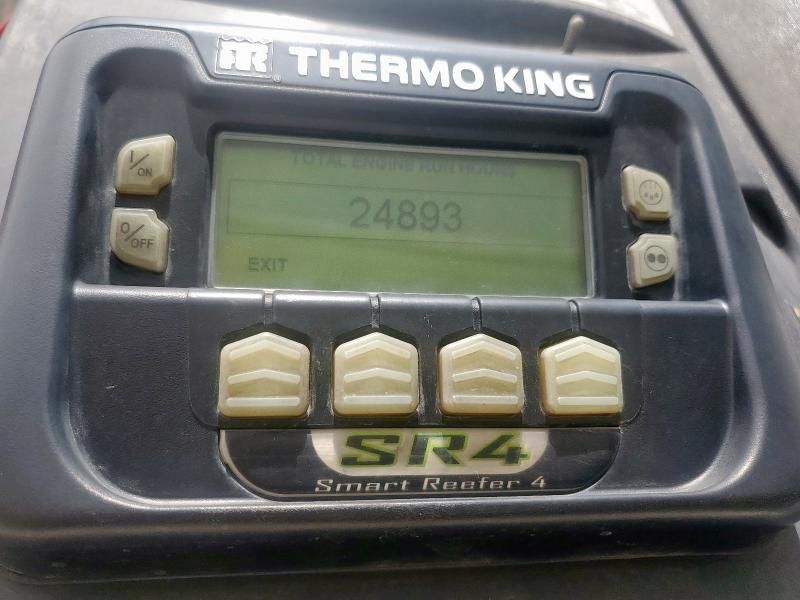 THERMO KING
I/ON
O/OFF
TOTAL ENGINE RUN HOURS
24893
EXIT
SR4
Smart Reefer 4